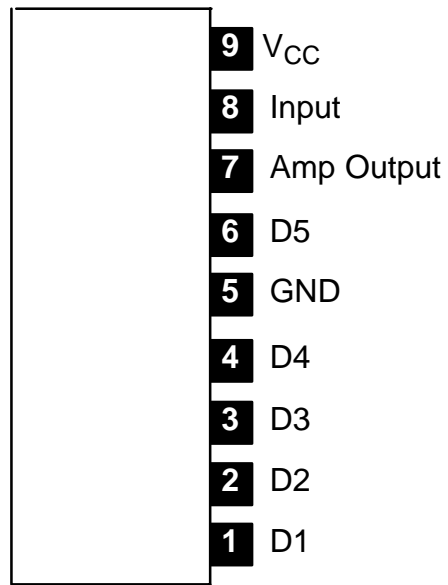 9 VCC
8 Input
7 Amp Output
6 D5
5 GND
4 D4
3 D3
2 D2
1 D1